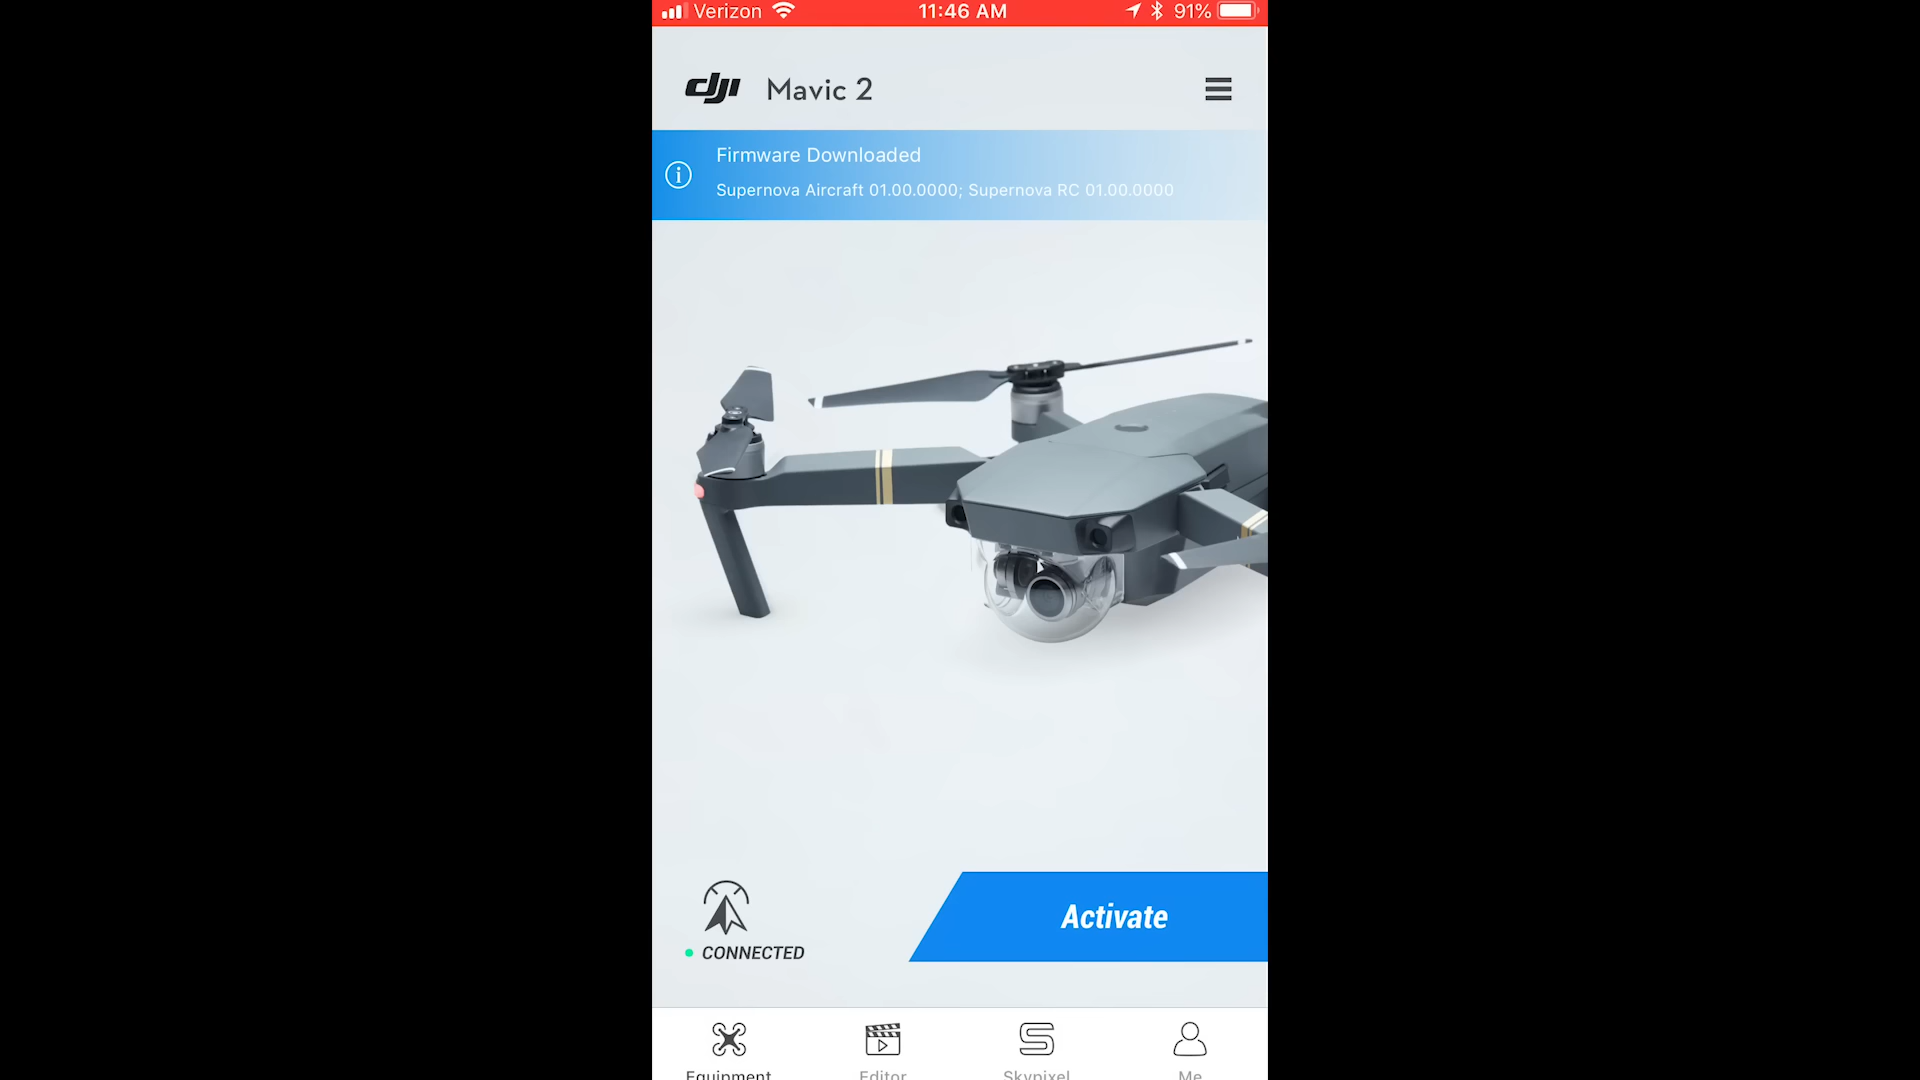 Verizon 11:46 AM 91%
dji Mavic 2
Firmware Downloaded
Supernova Aircraft 01.00.0000; Supernova RC 01.00.0000
Activate
CONNECTED
Equipment Editor Skypixel Me